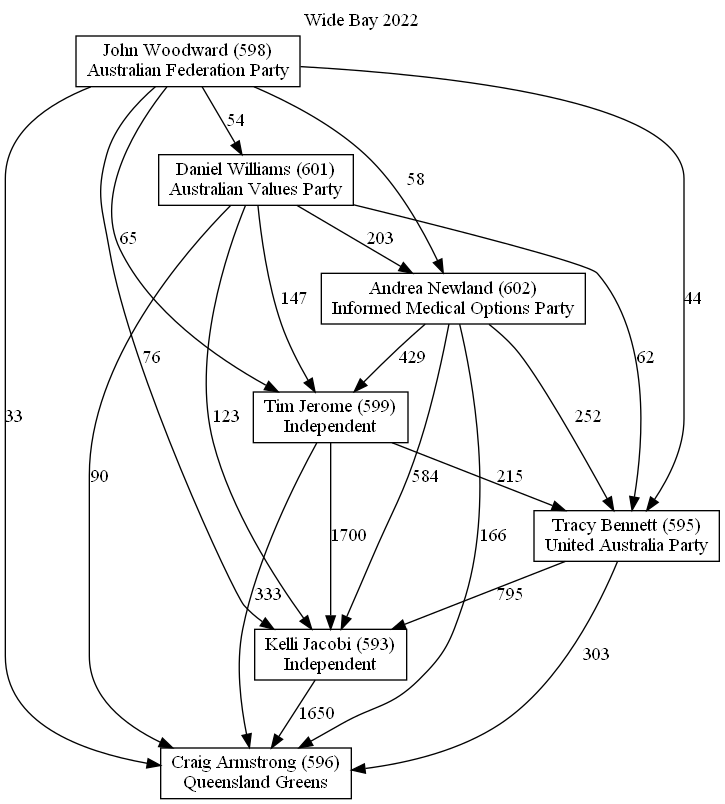 Wide Bay 2022
John Woodward (598)
Australian Federation Party
54
Daniel Williams (601)
Australian Values Party
58
65
203
Andrea Newland (602)
Informed Medical Options Party
147
44
76
429
62
Tim Jerome (599)
Independent
33
123
252
90
584
215
Tracy Bennett (595)
United Australia Party
1700
166
333
795
Kelli Jacobi (593)
Independent
303
1650
Craig Armstrong (596)
Queensland Greens